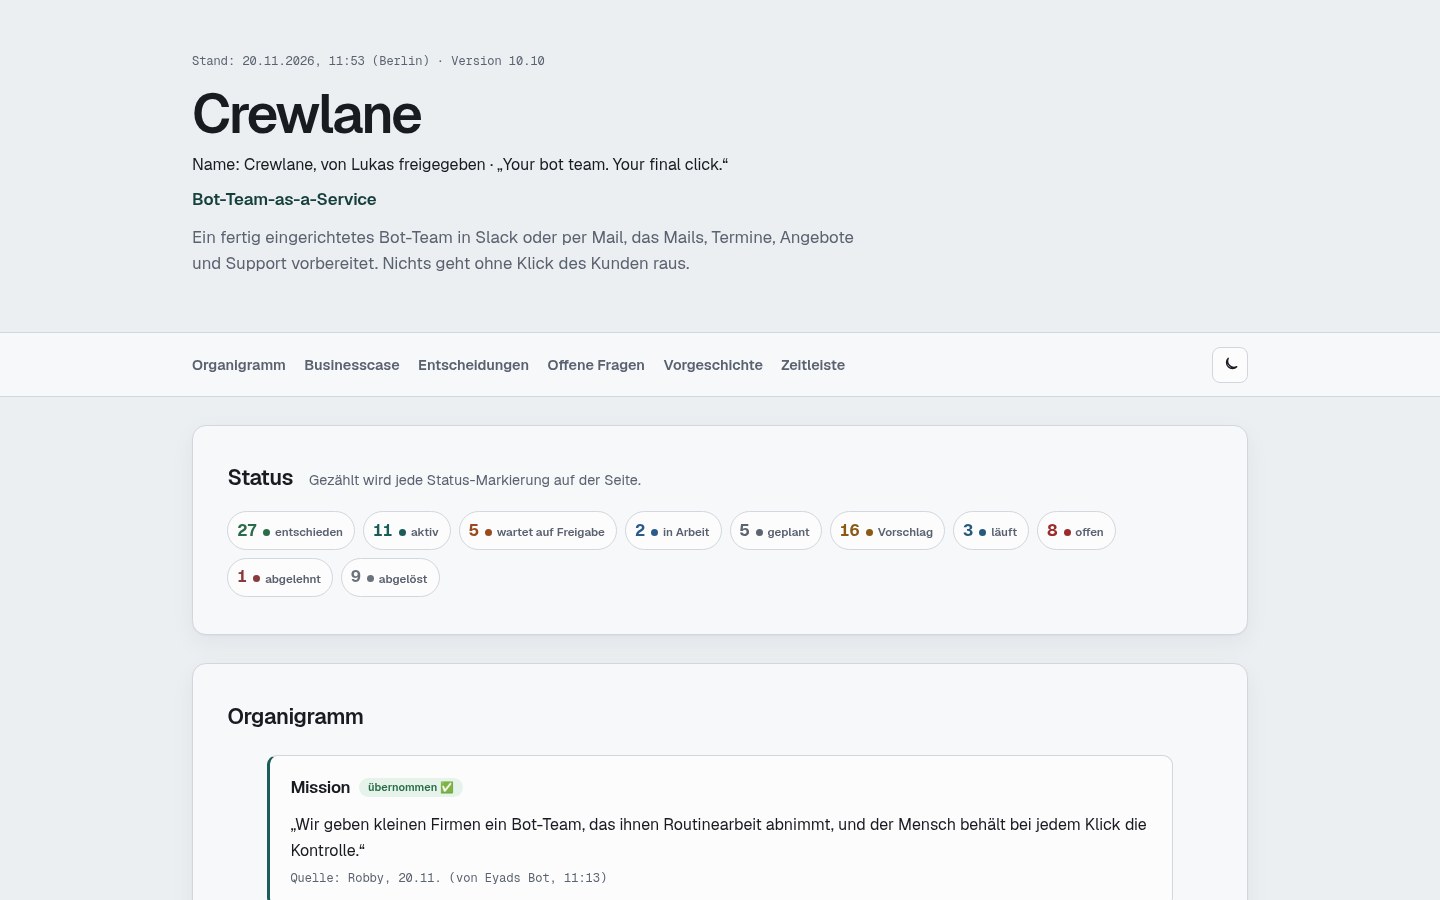 Stand: 20.11.2026, 11:53 (Berlin) · Version 10.10
Crewlane
Name: Crewlane, von Lukas freigegeben · „Your bot team. Your final click.“
Bot-Team-as-a-Service
Ein fertig eingerichtetes Bot-Team in Slack oder per Mail, das Mails, Termine, Angebote
und Support vorbereitet. Nichts geht ohne Klick des Kunden raus.
Organigramm Businesscase Entscheidungen Offene Fragen Vorgeschichte Zeitleiste
Status Gezählt wird jede Status-Markierung auf der Seite.
27 entschieden 11 aktiv 5 wartet auf Freigabe 2 in Arbeit 5 geplant 16 Vorschlag 3 läuft 8 offen
1 abgelehnt 9 abgelöst
Organigramm
Mission übernommen ✅
„Wir geben kleinen Firmen ein Bot-Team, das ihnen Routinearbeit abnimmt, und der Mensch behält bei jedem Klick die
Kontrolle.“
Quelle: Robby, 20.11. (von Eyads Bot, 11:13)